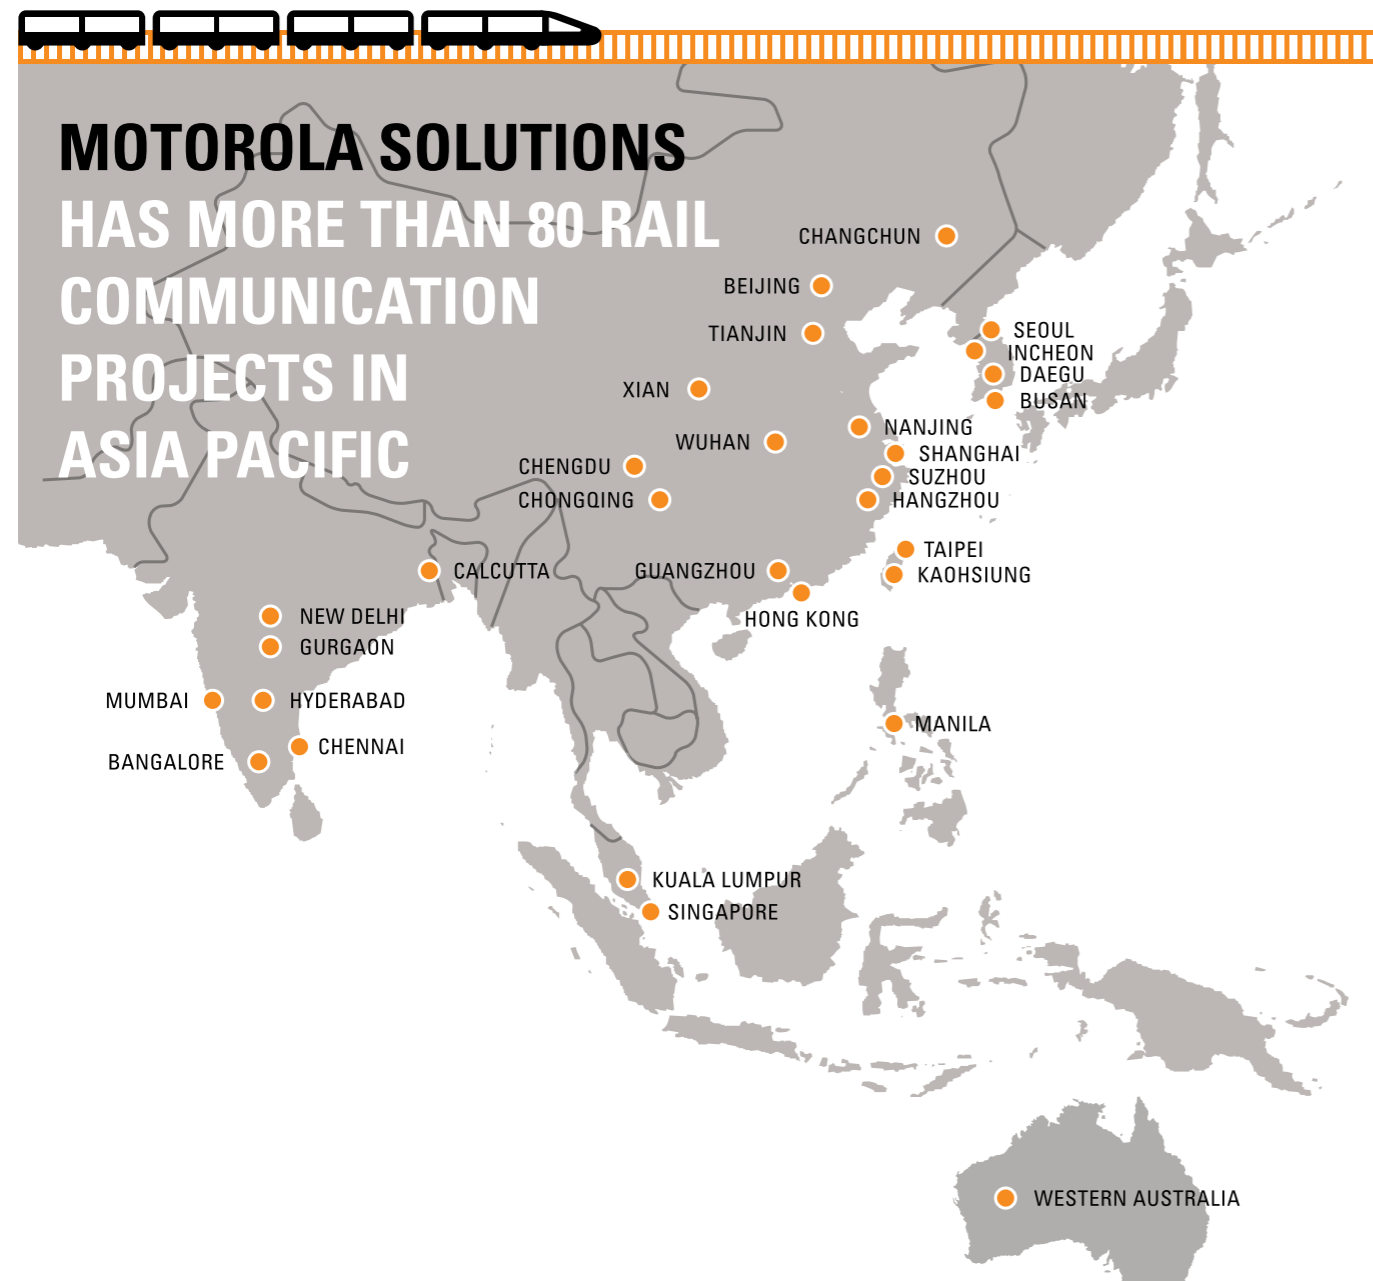 MOTOROLA SOLUTIONS
HAS MORE THAN 80 RAIL
COMMUNICATION
PROJECTS IN
ASIA PACIFIC
CHANGCHUN
BEIJING
TIANJIN
SEOUL
INCHEON
DAEGU
XIAN
BUSAN
NANJING
WUHAN
SHANGHAI
CHENGDU
SUZHOU
CHONGQING
HANGZHOU
TAIPEI
CALCUTTA
GUANGZHOU
KAOHSIUNG
NEW DELHI
HONG KONG
GURGAON
MUMBAI
HYDERABAD
MANILA
CHENNAI
BANGALORE
KUALA LUMPUR
SINGAPORE
WESTERN AUSTRALIA